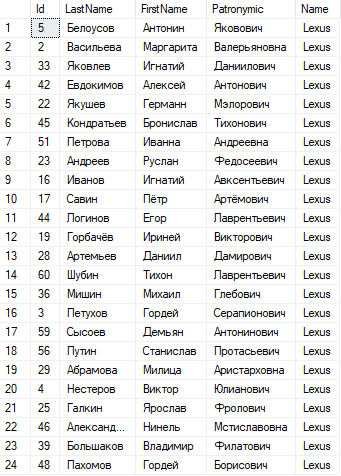 Id LastName FirstName Patronymic Name
1 5 Белоусов Антонин Яковович Lexus
2 2 Васильева Маргарита Валерьяновна Lexus
3 33 Яковлев Игнатий Даниилович Lexus
4 42 Евдокимов Алексей Антонович Lexus
5 22 Якушев Германн Мэлорович Lexus
6 45 Кондратьев Бронислав Тихонович Lexus
7 51 Петрова Иванна Андреевна Lexus
8 23 Андреев Руслан Федосеевич Lexus
9 16 Иванов Игнатий Авксентьевич Lexus
10 17 Савин Пётр Артёмович Lexus
11 44 Логинов Егор Лаврентьевич Lexus
12 19 Горбачёв Ириней Викторович Lexus
13 28 Артемьев Даниил Дамирович Lexus
14 60 Шубин Тихон Лаврентьевич Lexus
15 36 Мишин Михаил Глебович Lexus
16 3 Петухов Гордей Серапионович Lexus
17 59 Сысоев Демьян Антонинович Lexus
18 56 Путин Станислав Протасьевич Lexus
19 29 Абрамова Милица Аристарховна Lexus
20 4 Нестеров Виктор Юлианович Lexus
21 25 Галкин Ярослав Фролович Lexus
22 46 Александ... Нинель Мстиславовна Lexus
23 39 Большаков Владимир Филатович Lexus
24 48 Пахомов Гордей Борисович Lexus